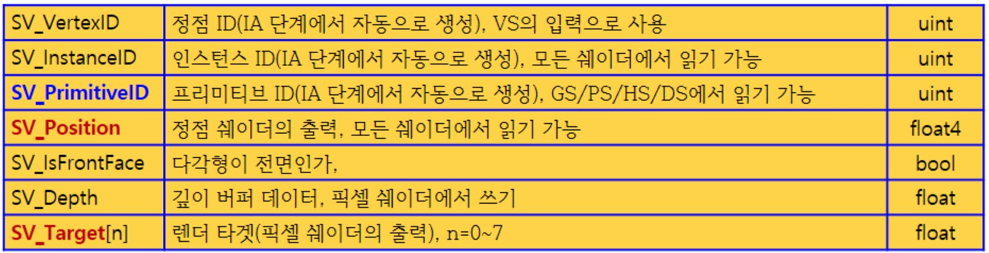 SV_VertexID 정점 ID(IA 단계에서 자동으로 생성), VS의 입력으로 사용 uint
SV_InstanceID 인스턴스 ID(IA 단계에서 자동으로 생성), 모든 쉐이더에서 읽기 가능 uint
SV_PrimitiveID 프리미티브 ID(IA 단계에서 자동으로 생성), GS/PS/HS/DS에서 읽기 가능 uint
SV_Position 정점 쉐이더의 출력, 모든 쉐이더에서 읽기 가능 float4
SV_IsFrontFace 다각형이 전면인가, bool
SV_Depth 깊이 버퍼 데이터, 픽셀 쉐이더에서 쓰기 float
SV_Target[n] 렌더 타겟(픽셀 쉐이더의 출력), n=0~7 float